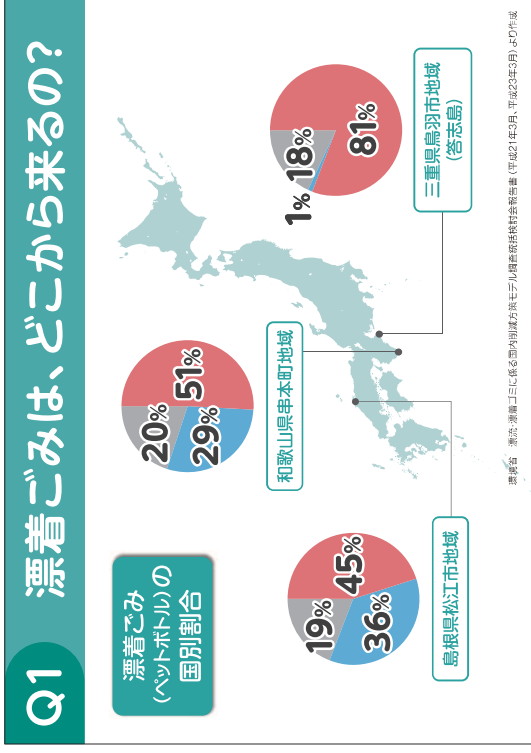 Q1 漂着ごみは、どこから来るの?
漂着ごみ
(ペットボトル)の
国別割合
19%
45%
36%
島根県松江市地域
20%
51%
29%
和歌山県串本町地域
1%
18%
81%
三重県鳥羽市地域
(答志島)
環境省 漂流・漂着ゴミに係る国内削減方策モデル調査総括検討会報告書(平成21年3月、平成23年3月)より作成